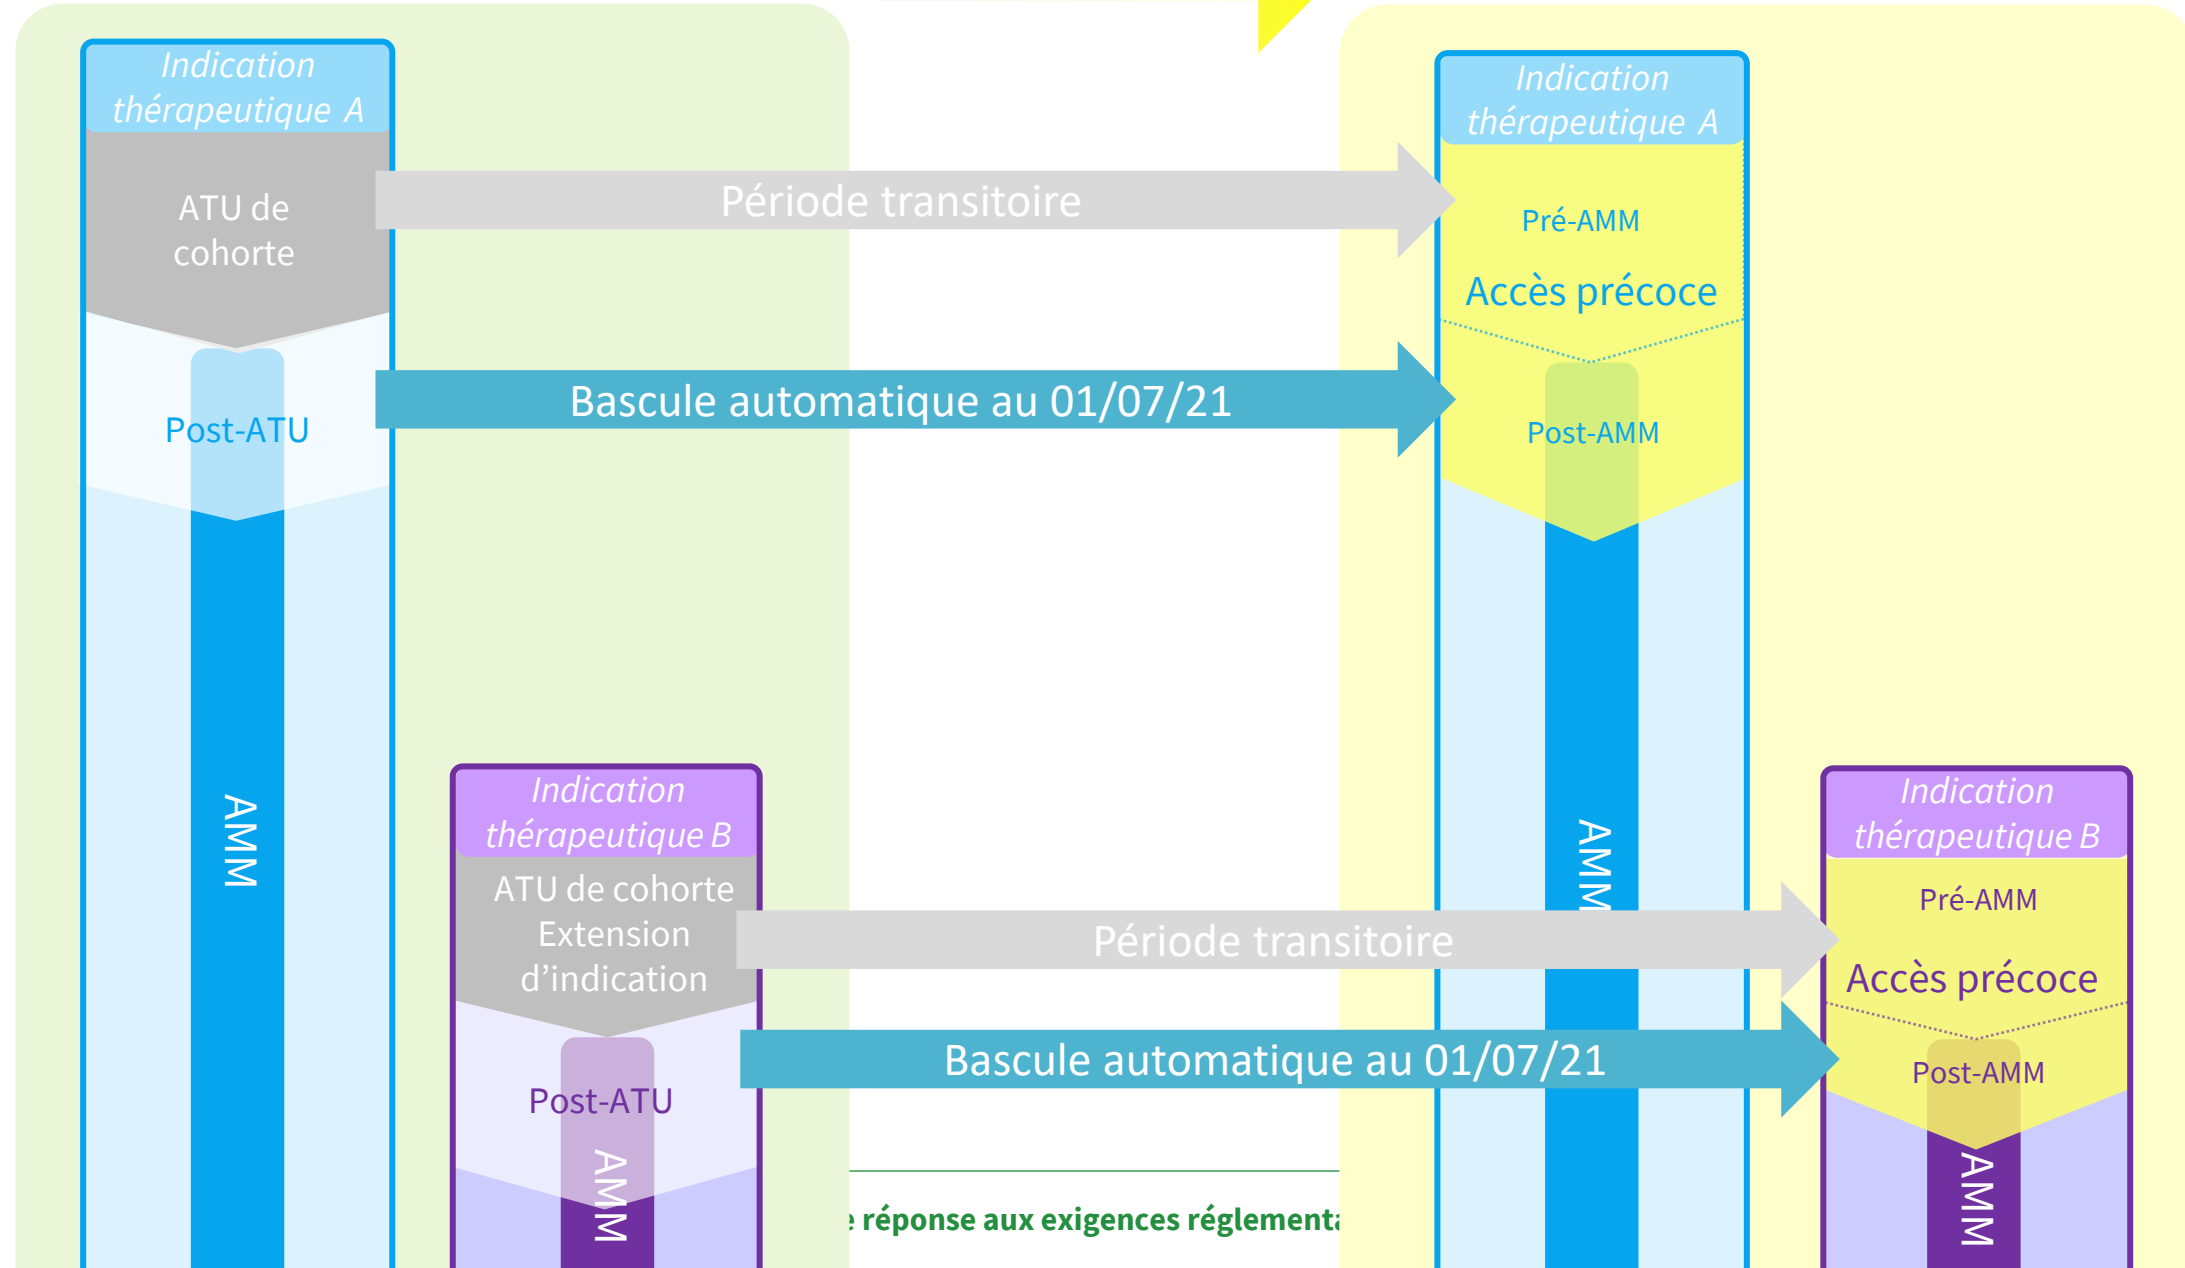 Indication
thérapeutique A
ATU de
cohorte
Post-ATU
AMM
Période transitoire
Bascule automatique au 01/07/21
Indication
thérapeutique A
Pré-AMM
Accès précoce
Post-AMM
AMM
Indication
thérapeutique B
ATU de cohorte
Extension
d’indication
Post-ATU
AMM
Période transitoire
Bascule automatique au 01/07/21
Indication
thérapeutique B
Pré-AMM
Accès précoce
Post-AMM
AMM
réponse aux exigences